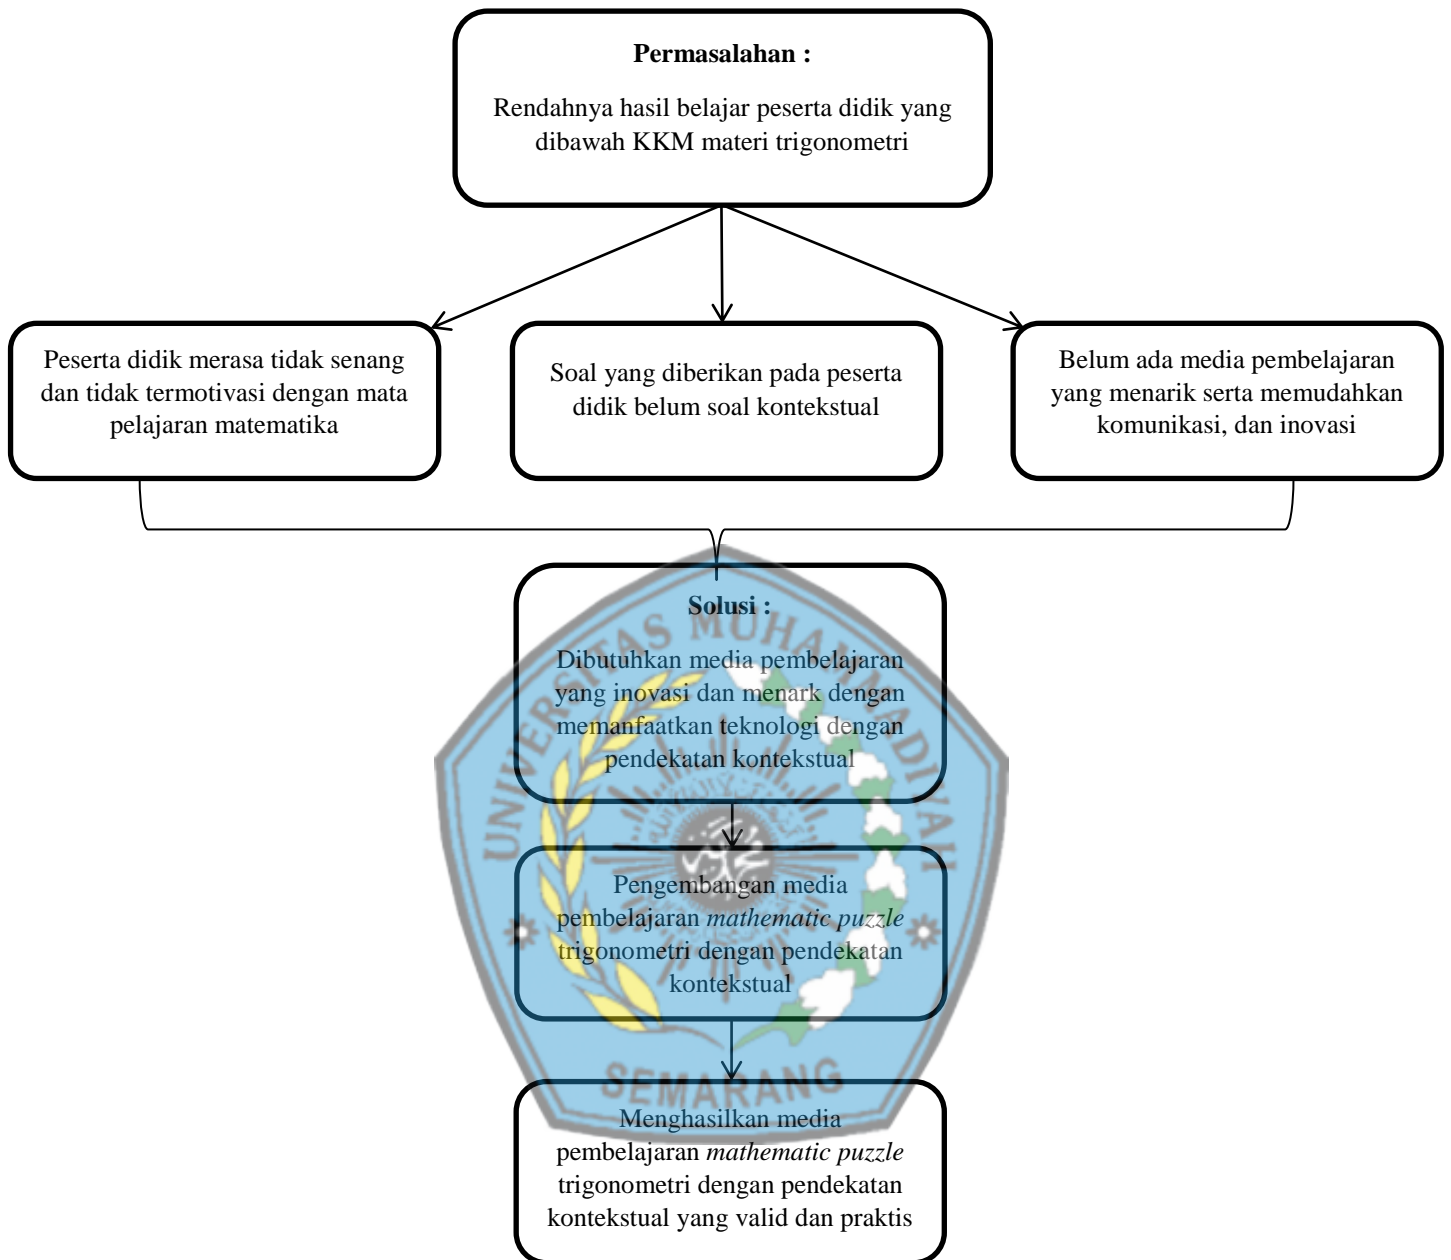 Permasalahan :
Rendahnya hasil belajar peserta didik yang
dibawah KKM materi trigonometri
Peserta didik merasa tidak senang
dan tidak termotivasi dengan mata
pelajaran matematika
Soal yang diberikan pada peserta
didik belum soal kontekstual
Belum ada media pembelajaran
yang menarik serta memudahkan
komunikasi, dan inovasi
Solusi :
Dibutuhkan media pembelajaran
yang inovasi dan menark dengan
memanfaatkan teknologi dengan
pendekatan kontekstual
Pengembangan media
pembelajaran mathematic puzzle
trigonometri dengan pendekatan
kontekstual
Menghasilkan media
pembelajaran mathematic puzzle
trigonometri dengan pendekatan
kontekstual yang valid dan praktis
UNIVERSITAS MUHAMMADIYAH
SEMARANG